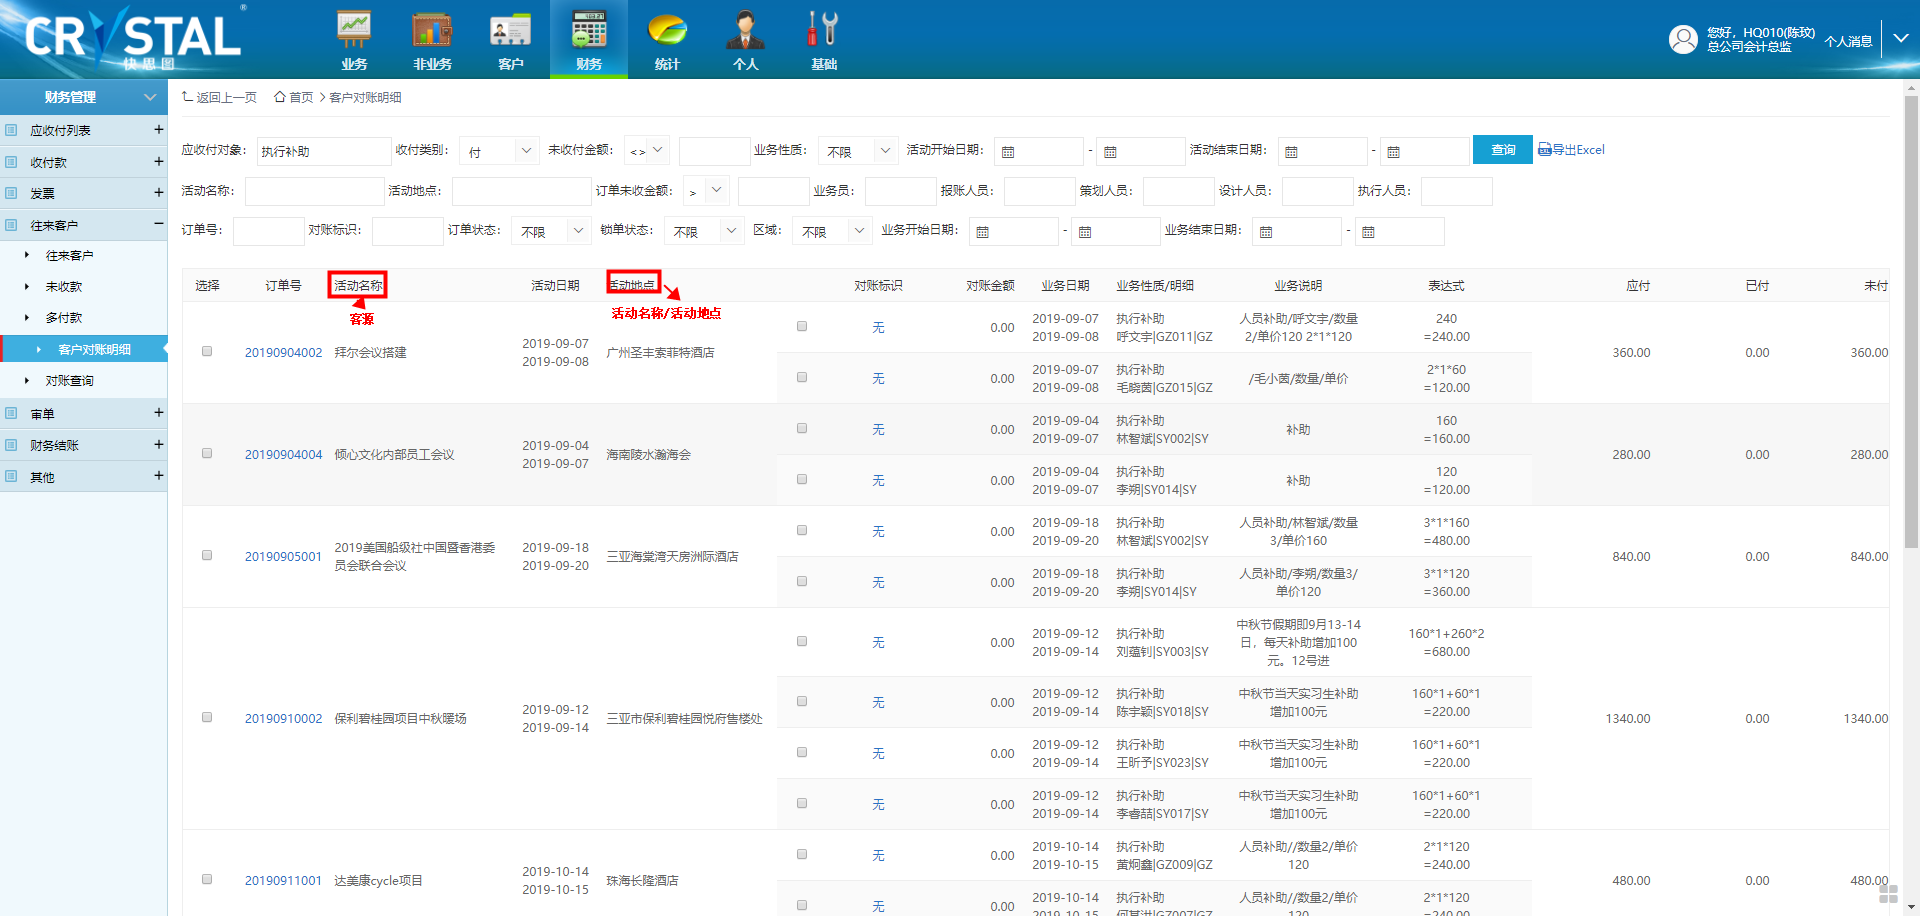 CRYSTAL
®
快思图
业务 非业务 客户 财务 统计 个人 基础
您好，HQ010(陈玟)
总公司会计总监
个人消息
财务管理
应收付列表 +
收付款 +
发票 +
往来客户 −
往来客户
未收款
多付款
客户对账明细
对账查询
审单 +
财务结账 +
其他 +
返回上一页 首页 > 客户对账明细
应收付对象： 执行补助 收付类别： 付 未收付金额： <> 业务性质： 不限 活动开始日期： - 活动结束日期： - 查询 导出Excel
活动名称： 活动地点： 订单未收金额： > 业务员： 报账人员： 策划人员： 设计人员： 执行人员：
订单号： 对账标识： 订单状态： 不限 锁单状态： 不限 区域： 不限 业务开始日期： - 业务结束日期： -
选择 订单号 活动名称 活动日期 活动地点 对账标识 对账金额 业务日期 业务性质/明细 业务说明 表达式 应付 已付 未付
客源
活动名称/活动地点
20190904002 拜尔会议搭建 2019-09-07 2019-09-08 广州圣丰索菲特酒店 360.00 0.00 360.00
无 0.00 2019-09-07 2019-09-08 执行补助 呼文宇|GZ011|GZ 人员补助/呼文宇/数量2/单价120 2*1*120 240 =240.00
无 0.00 2019-09-07 2019-09-08 执行补助 毛晓茵|GZ015|GZ /毛小茵/数量/单价 2*1*60 =120.00
20190904004 倾心文化内部员工会议 2019-09-04 2019-09-07 海南陵水瀚海会 280.00 0.00 280.00
无 0.00 2019-09-04 2019-09-07 执行补助 林智斌|SY002|SY 补助 160 =160.00
无 0.00 2019-09-04 2019-09-07 执行补助 李朔|SY014|SY 补助 120 =120.00
20190905001 2019美国船级社中国暨香港委员会联合会议 2019-09-18 2019-09-20 三亚海棠湾天房洲际酒店 840.00 0.00 840.00
无 0.00 2019-09-18 2019-09-20 执行补助 林智斌|SY002|SY 人员补助/林智斌/数量3/单价160 3*1*160 =480.00
无 0.00 2019-09-18 2019-09-20 执行补助 李朔|SY014|SY 人员补助/李朔/数量3/单价120 3*1*120 =360.00
20190910002 保利碧桂园项目中秋暖场 2019-09-12 2019-09-14 三亚市保利碧桂园悦府售楼处 1340.00 0.00 1340.00
无 0.00 2019-09-12 2019-09-14 执行补助 刘蕴钊|SY003|SY 中秋节假期即9月13-14日，每天补助增加100元。12号进 160*1+260*2 =680.00
无 0.00 2019-09-12 2019-09-14 执行补助 陈宇颖|SY018|SY 中秋节当天实习生补助增加100元 160*1+60*1 =220.00
无 0.00 2019-09-12 2019-09-14 执行补助 王昕予|SY023|SY 中秋节当天实习生补助增加100元 160*1+60*1 =220.00
无 0.00 2019-09-12 2019-09-14 执行补助 李睿喆|SY017|SY 中秋节当天实习生补助增加100元 160*1+60*1 =220.00
20190911001 达美康cycle项目 2019-10-14 2019-10-15 珠海长隆酒店 480.00 0.00 480.00
无 0.00 2019-10-14 2019-10-15 执行补助 黄炯鑫|GZ009|GZ 人员补助//数量2/单价120 2*1*120 =240.00
无 0.00 2019-10-14 执行补助 人员补助//数量2/单价 2*1*120